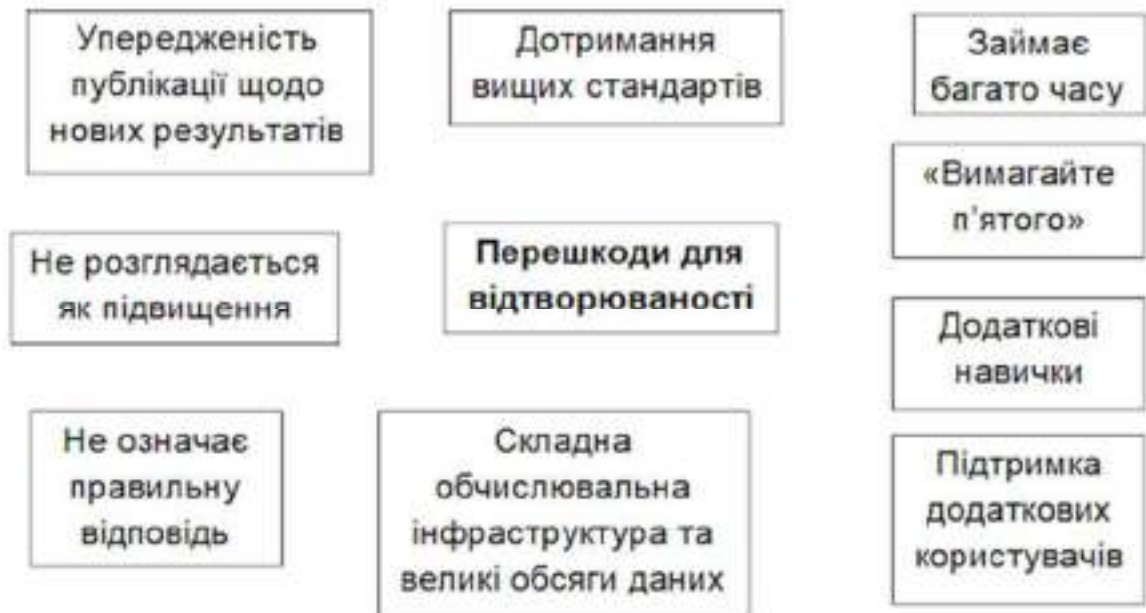 Упередженість
публікації щодо
нових результатів
Дотримання
вищих стандартів
Займає
багато часу
«Вимагайте
п'ятого»
Не розглядається
як підвищення
Перешкоди для
відтворюваності
Додаткові
навички
Не означає
правильну
відповідь
Складна
обчислювальна
інфраструктура та
великі обсяги даних
Підтримка
додаткових
користувачів